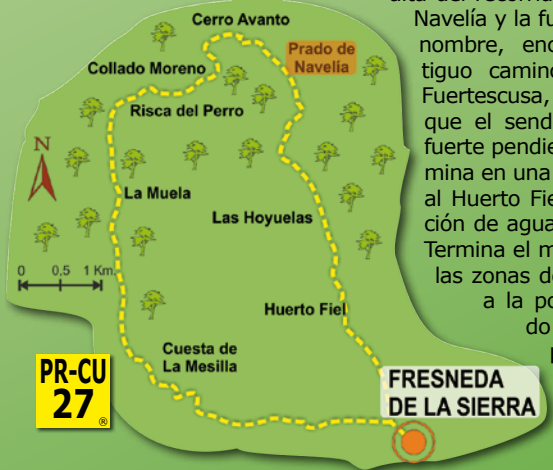 Navelía y la fu
nombre, enc
tiguo camino
Fuertescusa,
que el send
fuerte pendie
mina en una
al Huerto Fie
ción de agua
Termina el m
las zonas de
a la po
do
Cerro Avanto
Prado de
Navelía
Collado Moreno
Risca del Perro
N
La Muela
Las Hoyuelas
0 0,5 1 Km.
Huerto Fiel
Cuesta de
La Mesilla
PR-CU
27
®
FRESNEDA
DE LA SIERRA